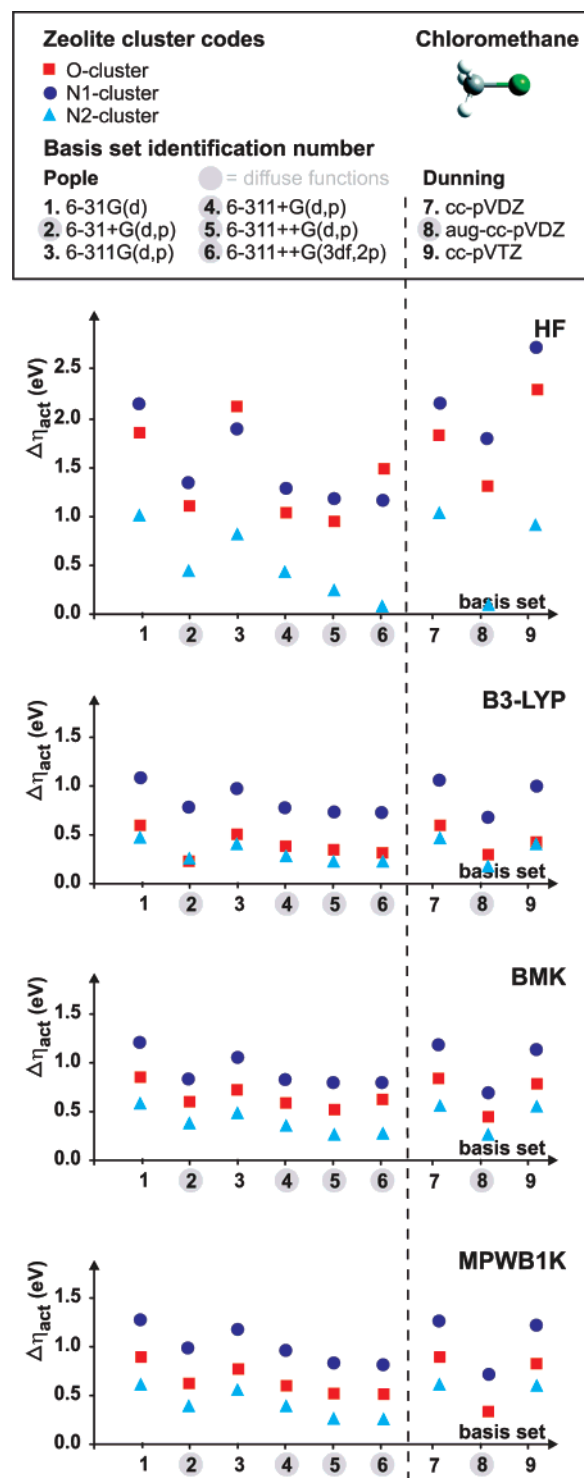 Zeolite cluster codes Chloromethane
O-cluster
N1-cluster
N2-cluster
Basis set identification number
Pople = diffuse functions Dunning
1. 6-31G(d) 4. 6-311+G(d,p) 7. cc-pVDZ
2. 6-31+G(d,p) 5. 6-311++G(d,p) 8. aug-cc-pVDZ
3. 6-311G(d,p) 6. 6-311++G(3df,2p) 9. cc-pVTZ
HF
Δη_act (eV)
2.5
2.0
1.5
1.0
0.5
0.0
basis set
1 2 3 4 5 6 7 8 9
B3-LYP
Δη_act (eV)
1.5
1.0
0.5
0.0
basis set
1 2 3 4 5 6 7 8 9
BMK
Δη_act (eV)
1.5
1.0
0.5
0.0
basis set
1 2 3 4 5 6 7 8 9
MPWB1K
Δη_act (eV)
1.5
1.0
0.5
0.0
basis set
1 2 3 4 5 6 7 8 9